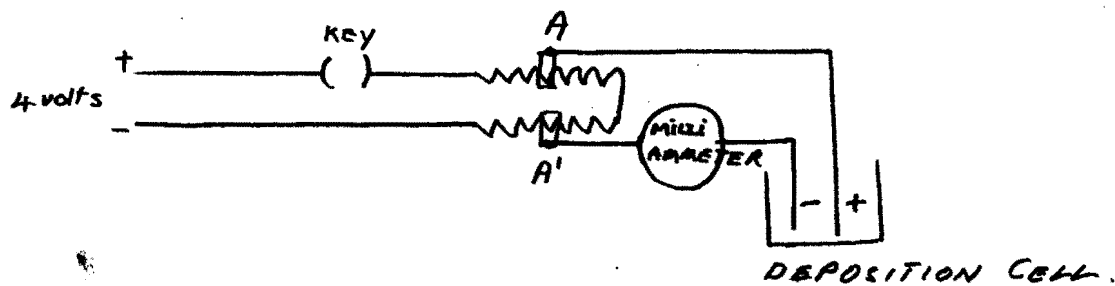 KEY
A
+
4 volts
-
MILLI
AMMETER
A'
- +
DEPOSITION CELL.